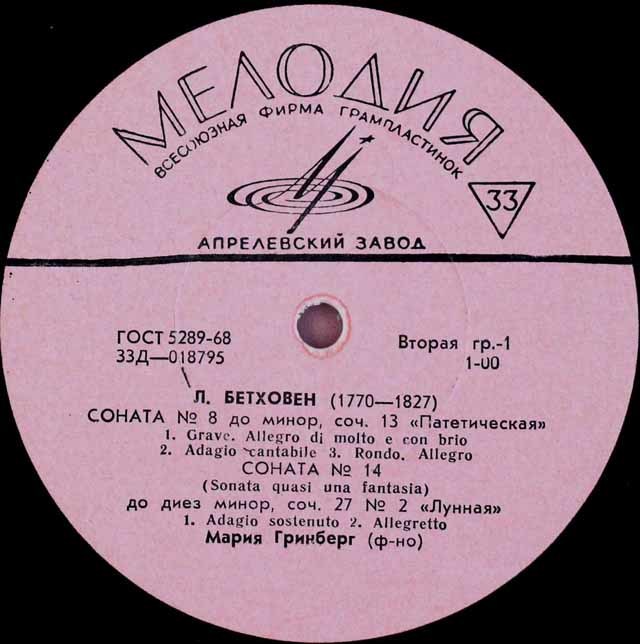 МЕЛОДИЯ
ВСЕСОЮЗНАЯ ФИРМА ГРАМПЛАСТИНОК
33
АПРЕЛЕВСКИЙ ЗАВОД
ГОСТ 5289-68
33Д—018795
Вторая гр.-1
1-00
Л. БЕТХОВЕН (1770—1827)
СОНАТА № 8 до минор, соч. 13 «Патетическая»
1. Grave. Allegro di molto e con brio
2. Adagio cantabile 3. Rondo. Allegro
СОНАТА № 14
(Sonata quasi una fantasia)
до диез минор, соч. 27 № 2 «Лунная»
1. Adagio sostenuto 2. Allegretto
Мария Гринберг (ф-но)